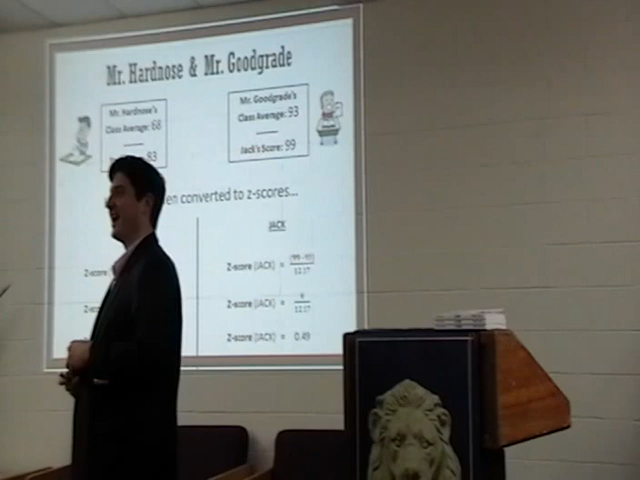 Mr. Hardnose & Mr. Goodgrade
Mr. Hardnose's
Class Average: 68
83
Mr. Goodgrade's
Class Average: 93
Jack's Score: 99
en converted to z-scores...
JACK
Z-score
Z-score (JACK) = (99 - 93)
12.17
Z-score (JACK) = 6
12.17
Z-score (JACK) = 0.49